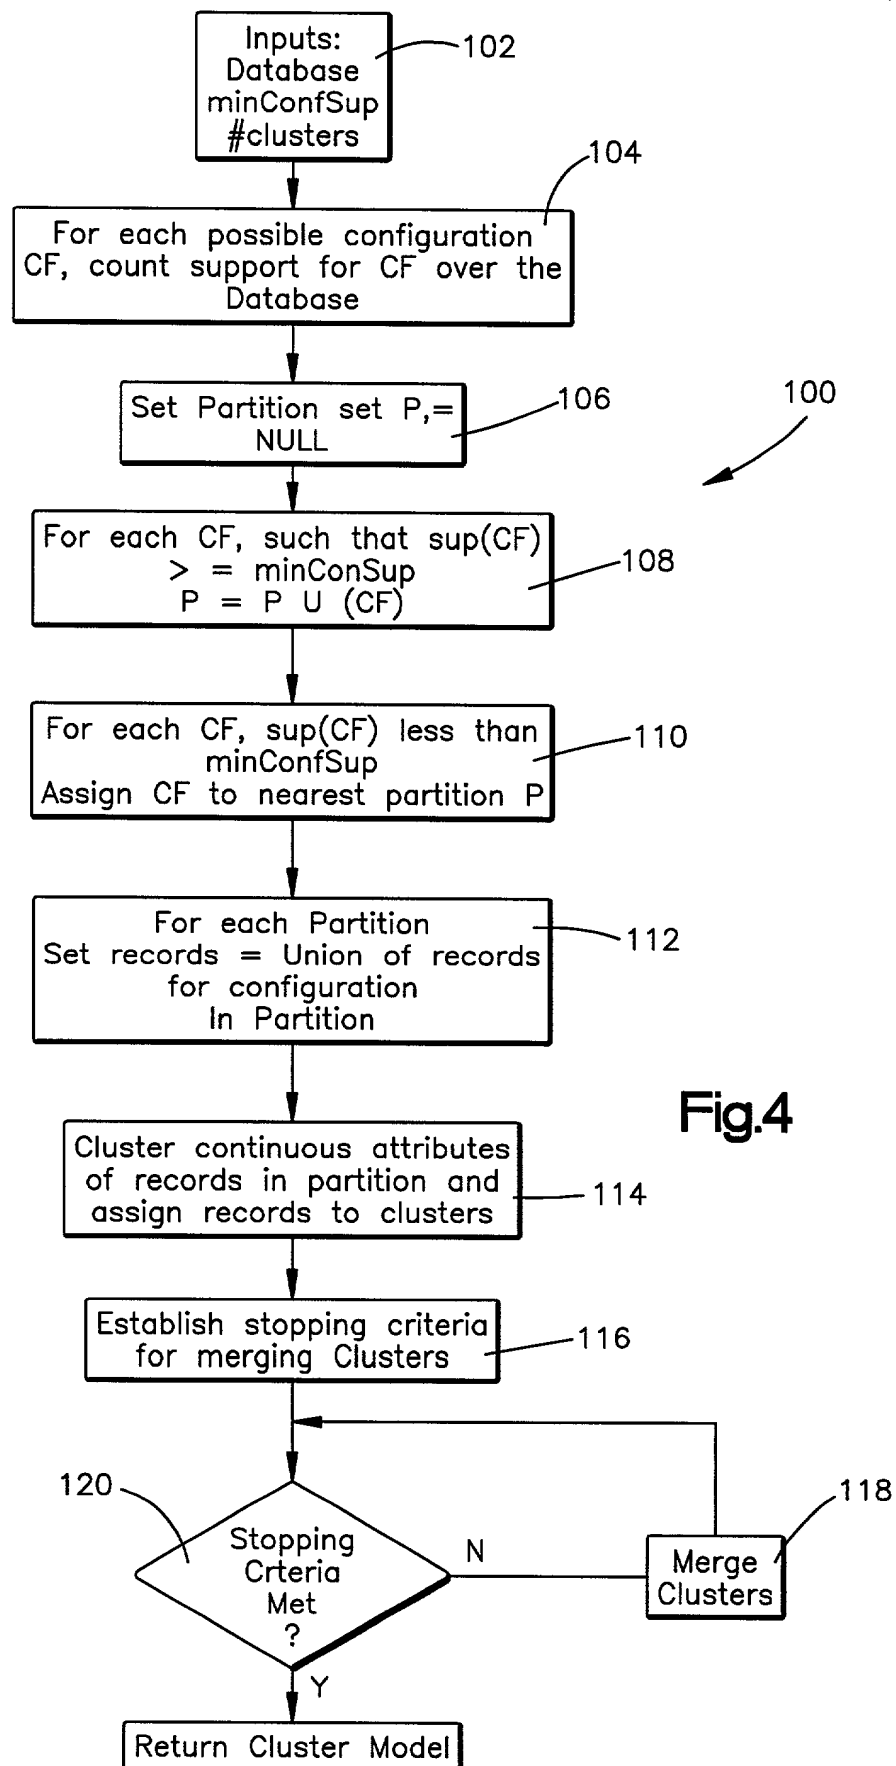 Inputs:
Database
minConfSup
#clusters
102
104
For each possible configuration
CF, count support for CF over the
Database
Set Partition set P,=
NULL
106
100
For each CF, such that sup(CF)
> = minConSup
P = P U (CF)
108
For each CF, sup(CF) less than
minConfSup
Assign CF to nearest partition P
110
For each Partition
Set records = Union of records
for configuration
In Partition
112
Fig.4
Cluster continuous attributes
of records in partition and
assign records to clusters
114
Establish stopping criteria
for merging Clusters
116
120
Stopping
Crteria
Met
?
N
118
Merge
Clusters
Y
Return Cluster Model